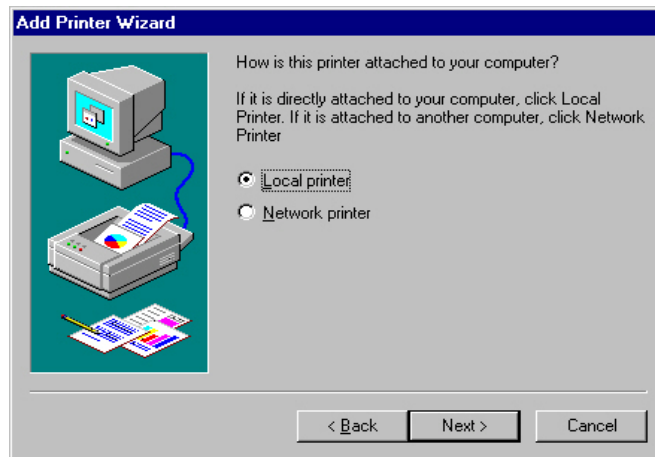 Add Printer Wizard
How is this printer attached to your computer?
If it is directly attached to your computer, click Local
Printer. If it is attached to another computer, click Network
Printer
Local printer
Network printer
< Back Next > Cancel